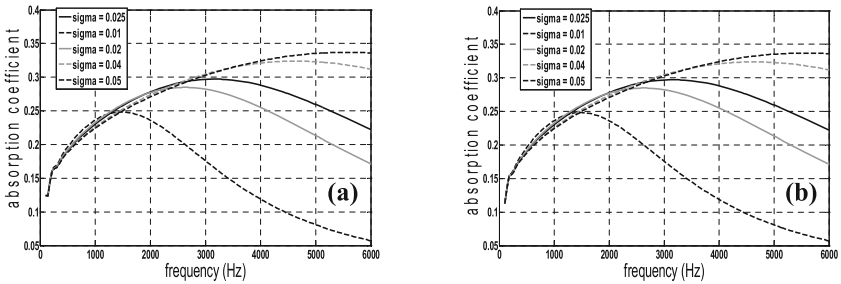 absorption coefficient
0.4
0.35
0.3
0.25
0.2
0.15
0.1
0.05
sigma = 0.025
sigma = 0.01
sigma = 0.02
sigma = 0.04
sigma = 0.05
(a)
0
1000
2000
3000
4000
5000
6000
frequency (Hz)
absorption coefficient
0.4
0.35
0.3
0.25
0.2
0.15
0.1
0.05
sigma = 0.025
sigma = 0.01
sigma = 0.02
sigma = 0.04
sigma = 0.05
(b)
0
1000
2000
3000
4000
5000
6000
frequency (Hz)